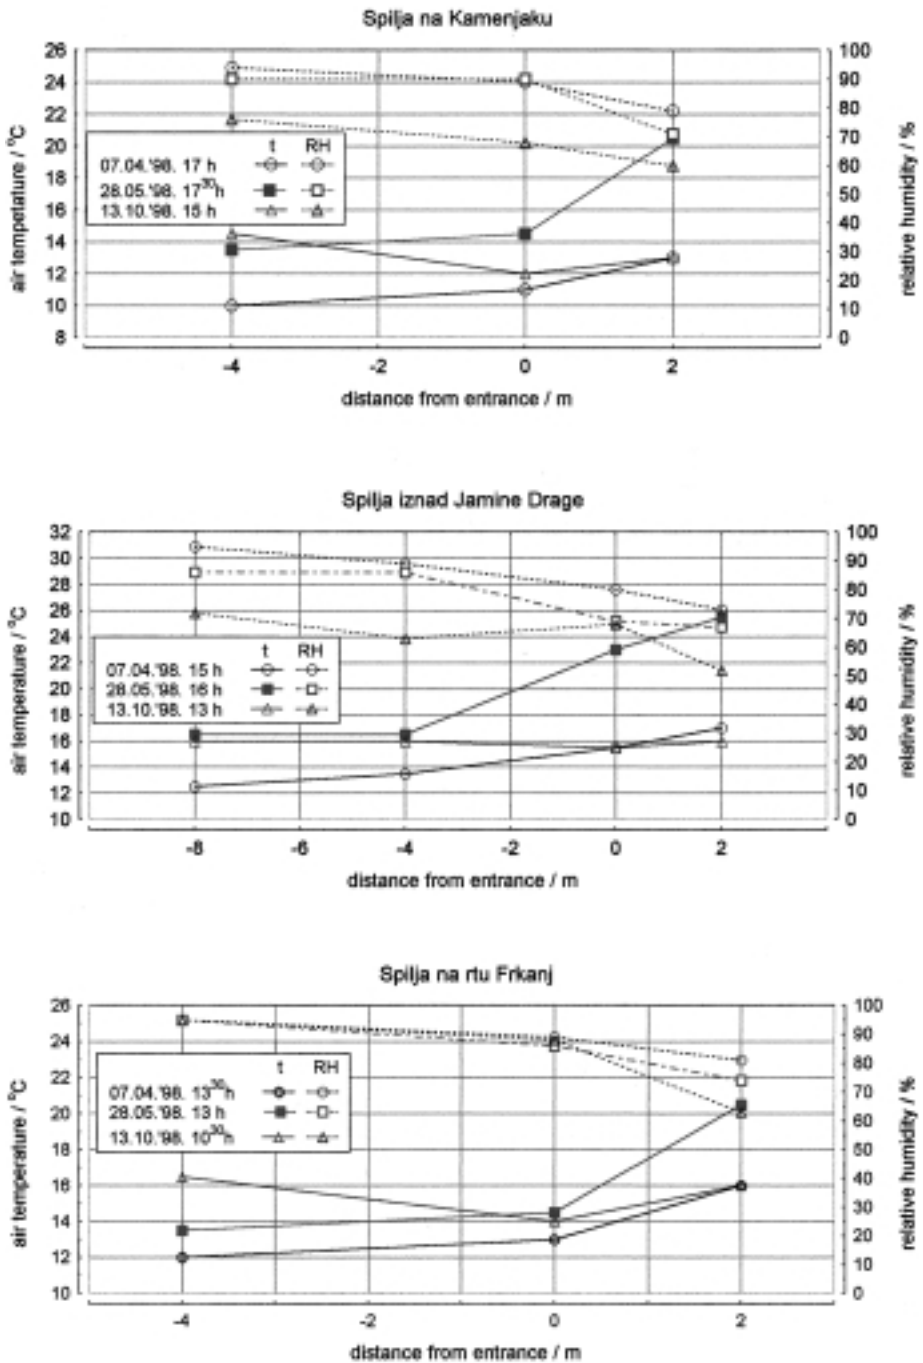 Spilja na Kamenjaku
26 100
24 90
22 80
20 70
18 60
16 50
14 40
12 30
10 20
8 10
0
air tempetature / °C
relative humidity / %
t RH
07.04.'98. 17 h
28.05.'98. 17³⁰h
13.10.'98. 15 h
-4 -2 0 2
distance from entrance / m
Spilja iznad Jamine Drage
32 100
30 90
28 80
26 70
24 60
22 50
20 40
18 30
16 20
14 10
12 0
10
air temperature / °C
relative humidity / %
t RH
07.04.'98. 15 h
28.05.'98. 16 h
13.10.'98. 13 h
-8 -6 -4 -2 0 2
distance from entrance / m
Spilja na rtu Frkanj
26 100
24 90
22 80
20 70
18 60
16 50
14 40
12 30
10 20
10
0
air temperature / °C
relative humidity / %
t RH
07.04.'98. 13³⁰h
28.05.'98. 13 h
13.10.'98. 10³⁰h
-4 -2 0 2
distance from entrance / m